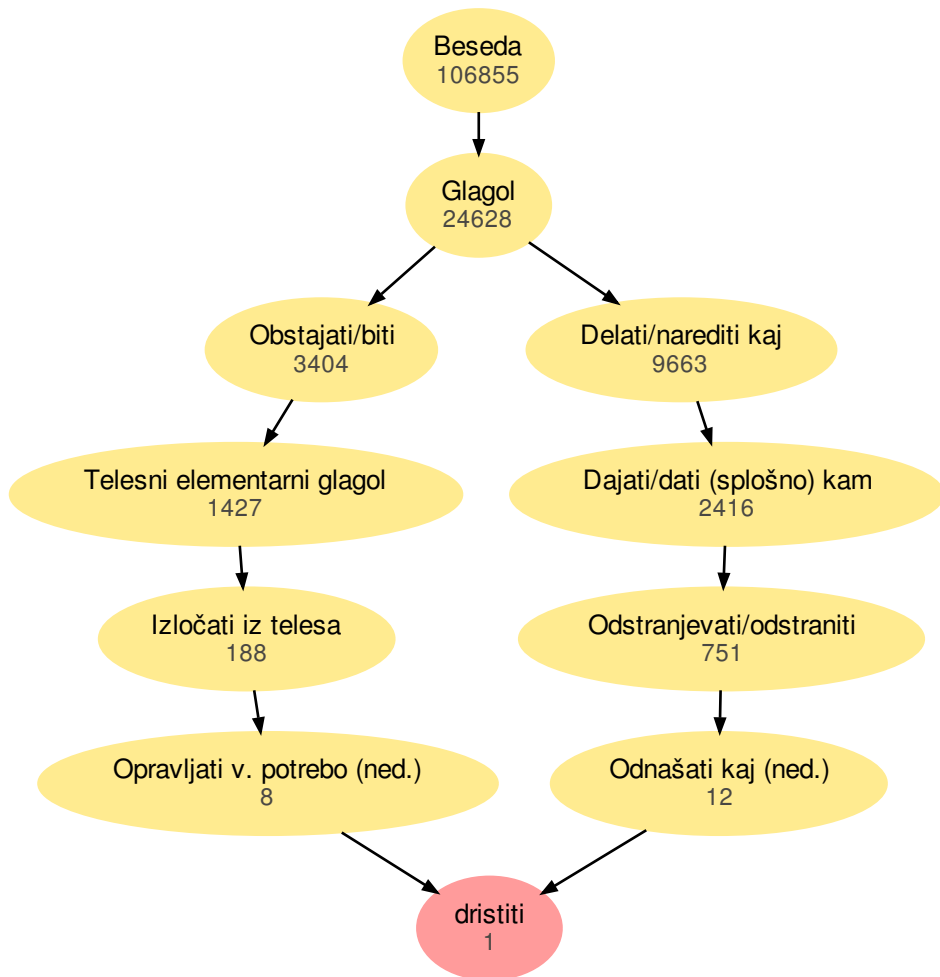 Beseda
106855
Glagol
24628
Obstajati/biti
3404
Delati/narediti kaj
9663
Telesni elementarni glagol
1427
Dajati/dati (splošno) kam
2416
Izločati iz telesa
188
Odstranjevati/odstraniti
751
Opravljati v. potrebo (ned.)
8
Odnašati kaj (ned.)
12
dristiti
1